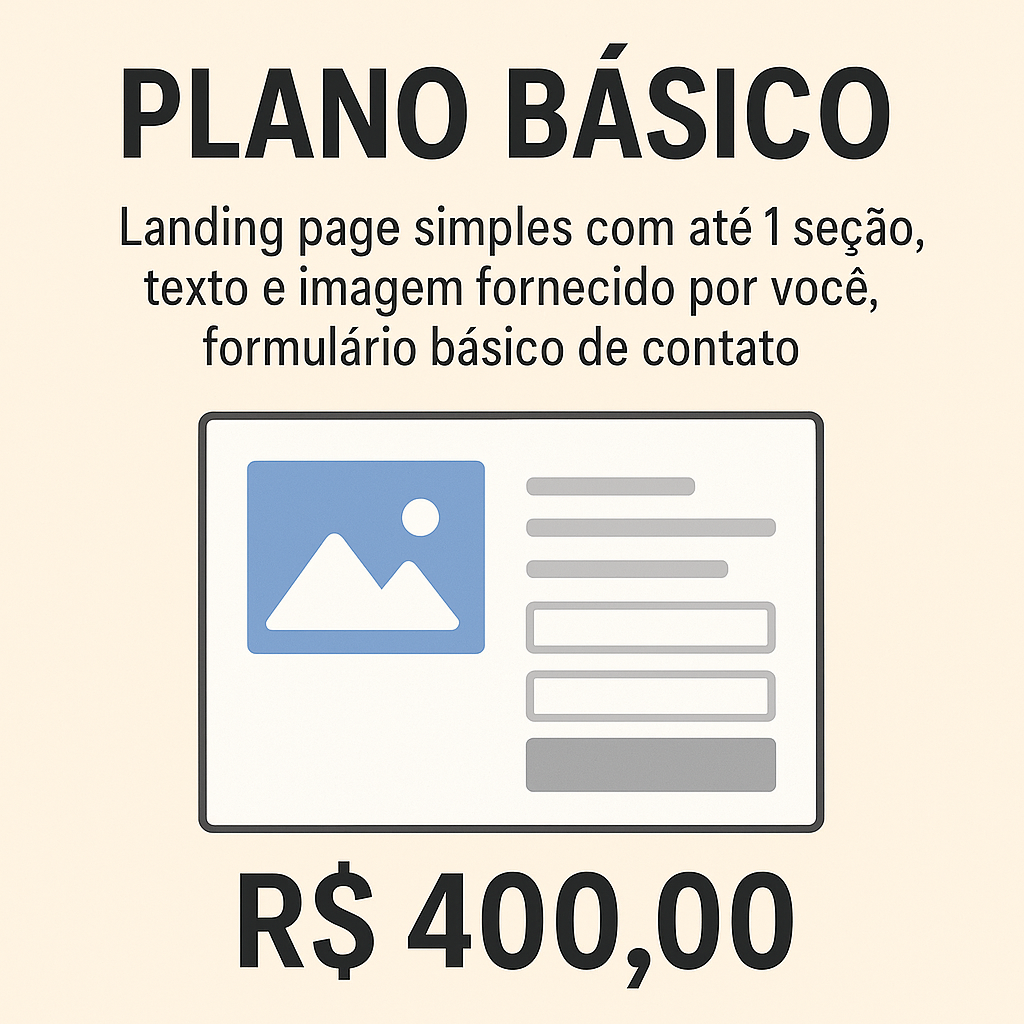 PLANO BÁSICO
Landing page simples com até 1 seção,
texto e imagem fornecido por você,
formulário básico de contato
R$ 400,00